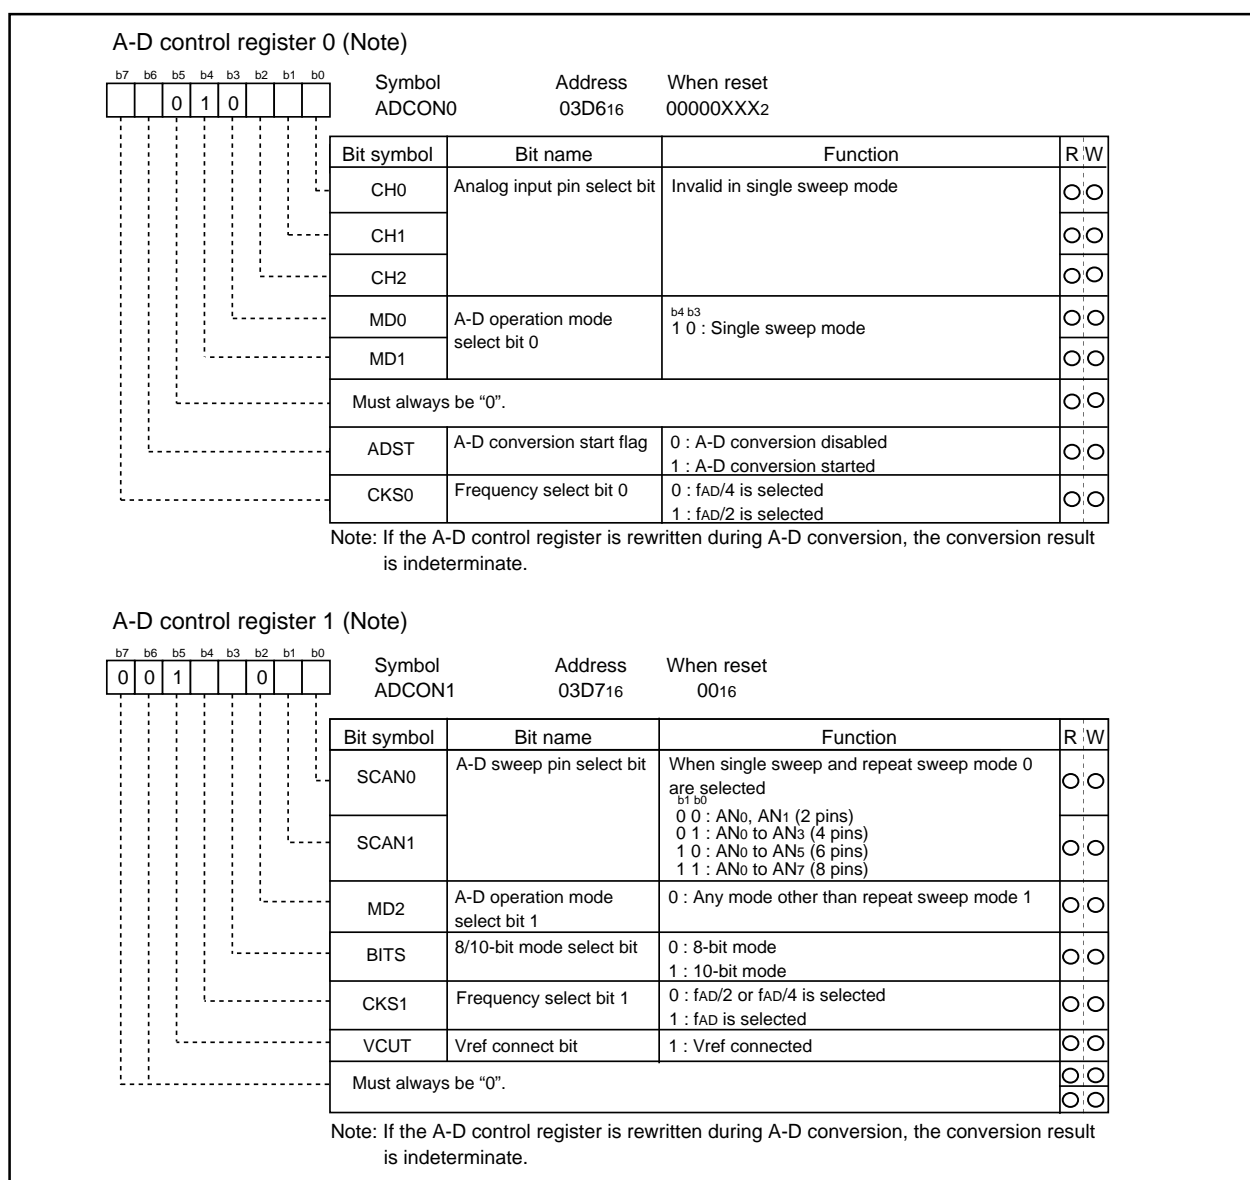 A-D control register 0 (Note)
b7 b6 b5 b4 b3 b2 b1 b0
0 1 0
Symbol Address When reset
ADCON0 03D616 00000XXX2
Bit symbol Bit name Function R W
CH0 Analog input pin select bit Invalid in single sweep mode
CH1
CH2
MD0 A-D operation mode select bit 0
b4 b3
1 0 : Single sweep mode
MD1
Must always be “0”.
ADST A-D conversion start flag 0 : A-D conversion disabled
1 : A-D conversion started
CKS0 Frequency select bit 0 0 : fAD/4 is selected
1 : fAD/2 is selected
Note: If the A-D control register is rewritten during A-D conversion, the conversion result
is indeterminate.
A-D control register 1 (Note)
b7 b6 b5 b4 b3 b2 b1 b0
0 0 1 0
Symbol Address When reset
ADCON1 03D716 0016
Bit symbol Bit name Function R W
SCAN0 A-D sweep pin select bit When single sweep and repeat sweep mode 0
are selected
b1 b0
0 0 : AN0, AN1 (2 pins)
0 1 : AN0 to AN3 (4 pins)
1 0 : AN0 to AN5 (6 pins)
1 1 : AN0 to AN7 (8 pins)
SCAN1
MD2 A-D operation mode select bit 1 0 : Any mode other than repeat sweep mode 1
BITS 8/10-bit mode select bit 0 : 8-bit mode
1 : 10-bit mode
CKS1 Frequency select bit 1 0 : fAD/2 or fAD/4 is selected
1 : fAD is selected
VCUT Vref connect bit 1 : Vref connected
Must always be “0”.
Note: If the A-D control register is rewritten during A-D conversion, the conversion result
is indeterminate.